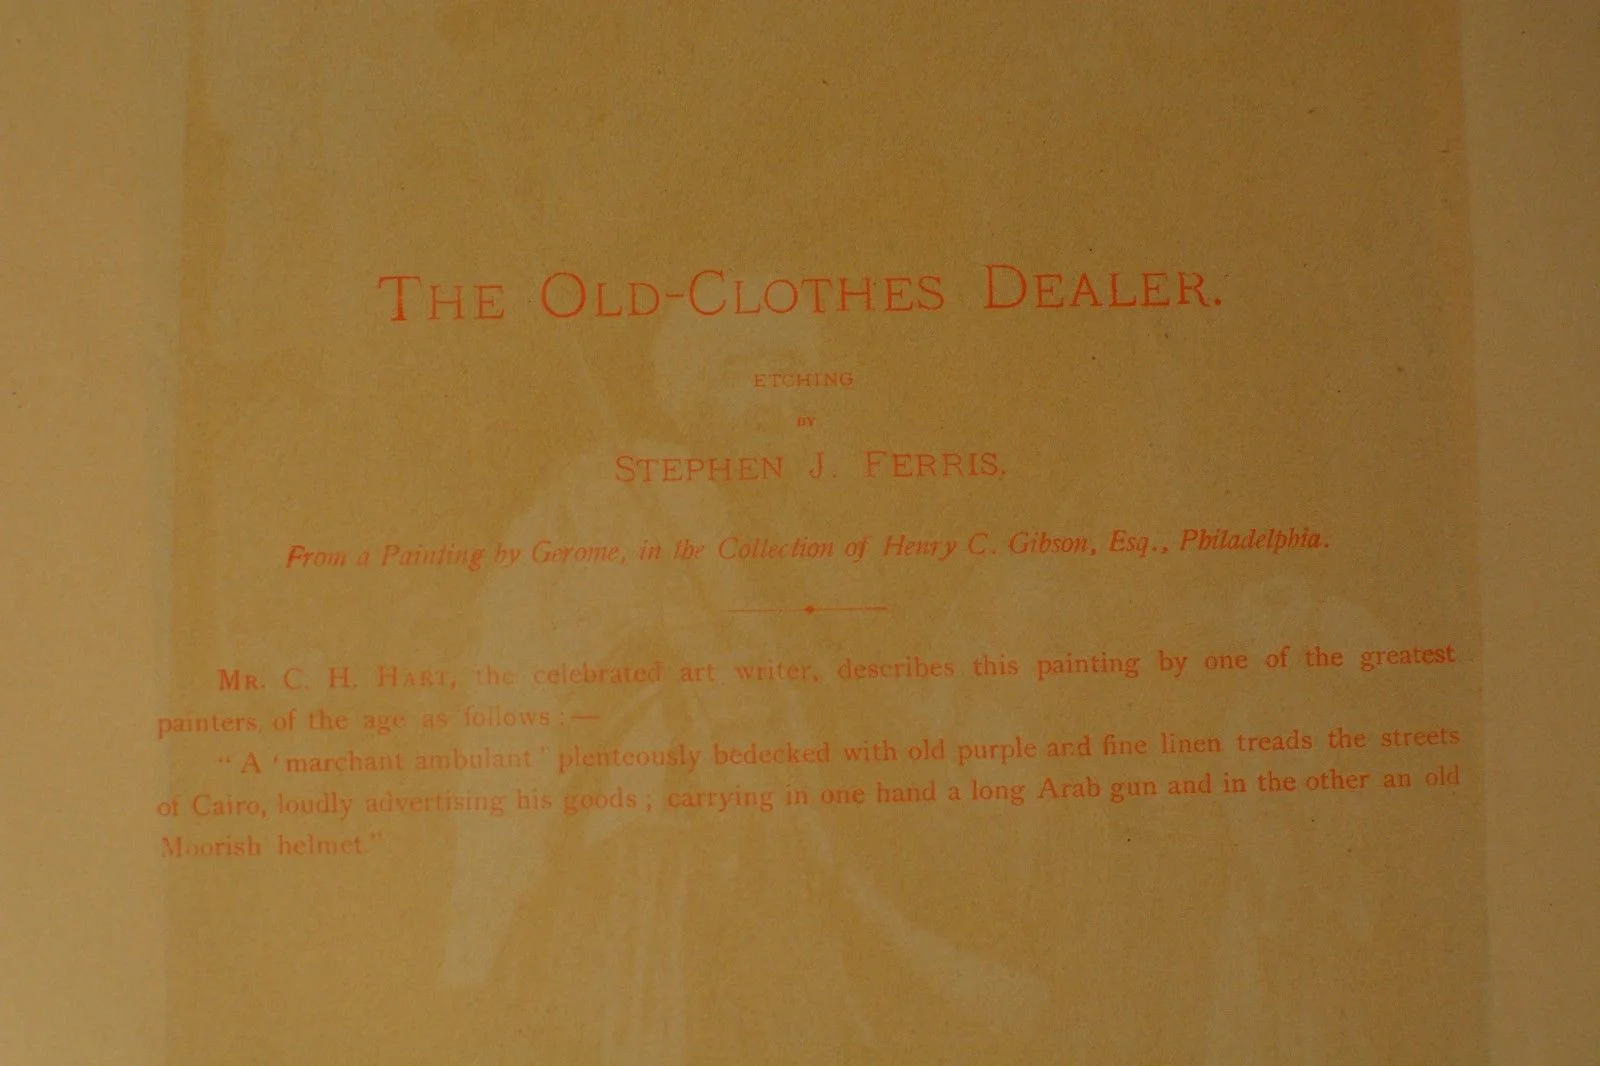 THE OLD-CLOTHES DEALER.
ETCHING
BY
STEPHEN J. FERRIS.
From a Painting by Gerome, in the Collection of Henry C. Gibson, Esq., Philadelphia.
MR. C. H. HART, the celebrated art writer, describes this painting by one of the greatest
painters of the age as follows:—
"A 'marchant ambulant' plenteously bedecked with old purple and fine linen treads the streets
of Cairo, loudly advertising his goods; carrying in one hand a long Arab gun and in the other an old
Moorish helmet."